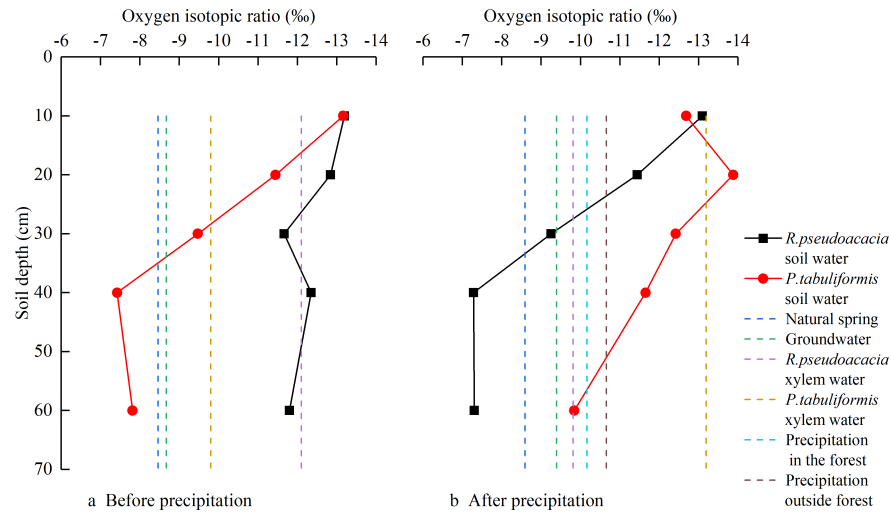 Oxygen isotopic ratio (‰)
-6 -7 -8 -9 -10 -11 -12 -13 -14
Oxygen isotopic ratio (‰)
-6 -7 -8 -9 -10 -11 -12 -13 -14
Soil depth (cm)
0
10
20
30
40
50
60
70
a Before precipitation
b After precipitation
R.pseudoacacia
soil water
P.tabuliformis
soil water
Natural spring
Groundwater
R.pseudoacacia
xylem water
P.tabuliformis
xylem water
Precipitation
in the forest
Precipitation
outside forest